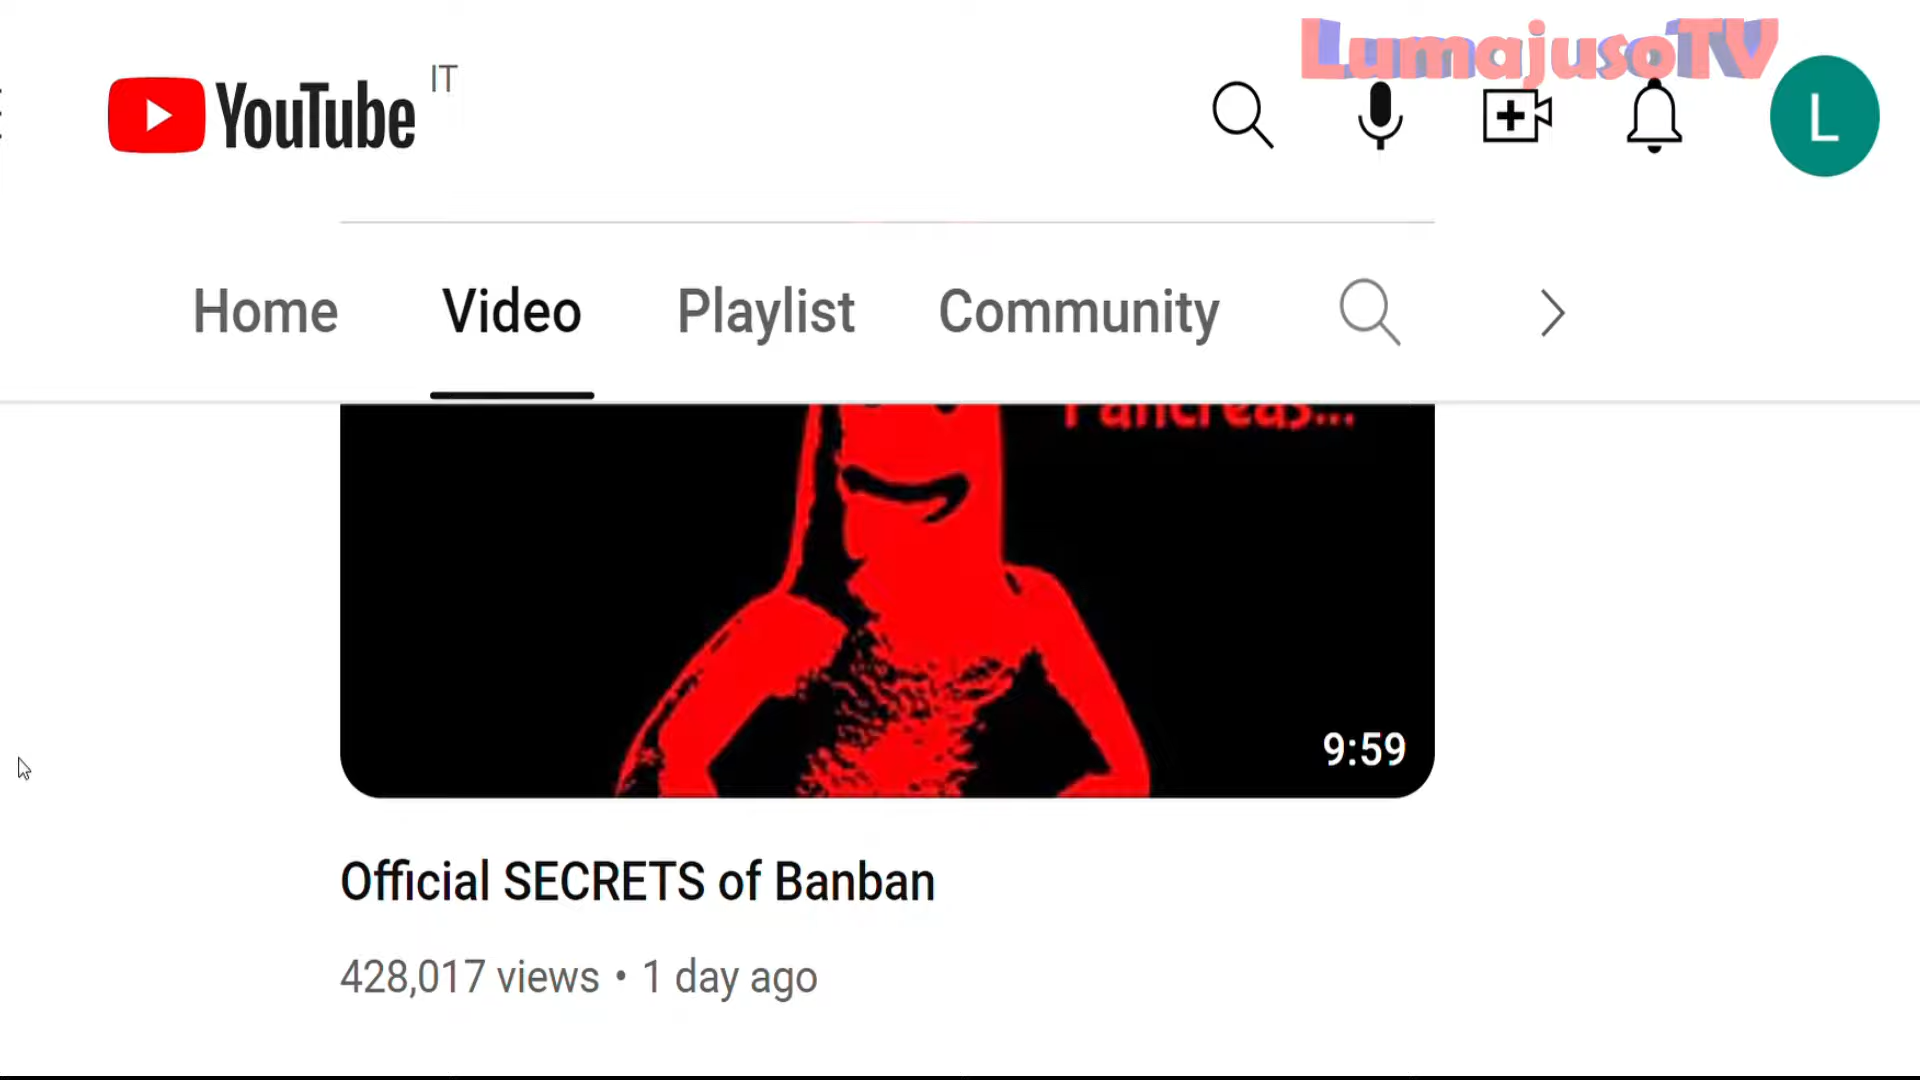 LumajusoTV
YouTube IT
L
Home Video Playlist Community
Pancreas...
9:59
Official SECRETS of Banban
428,017 views • 1 day ago